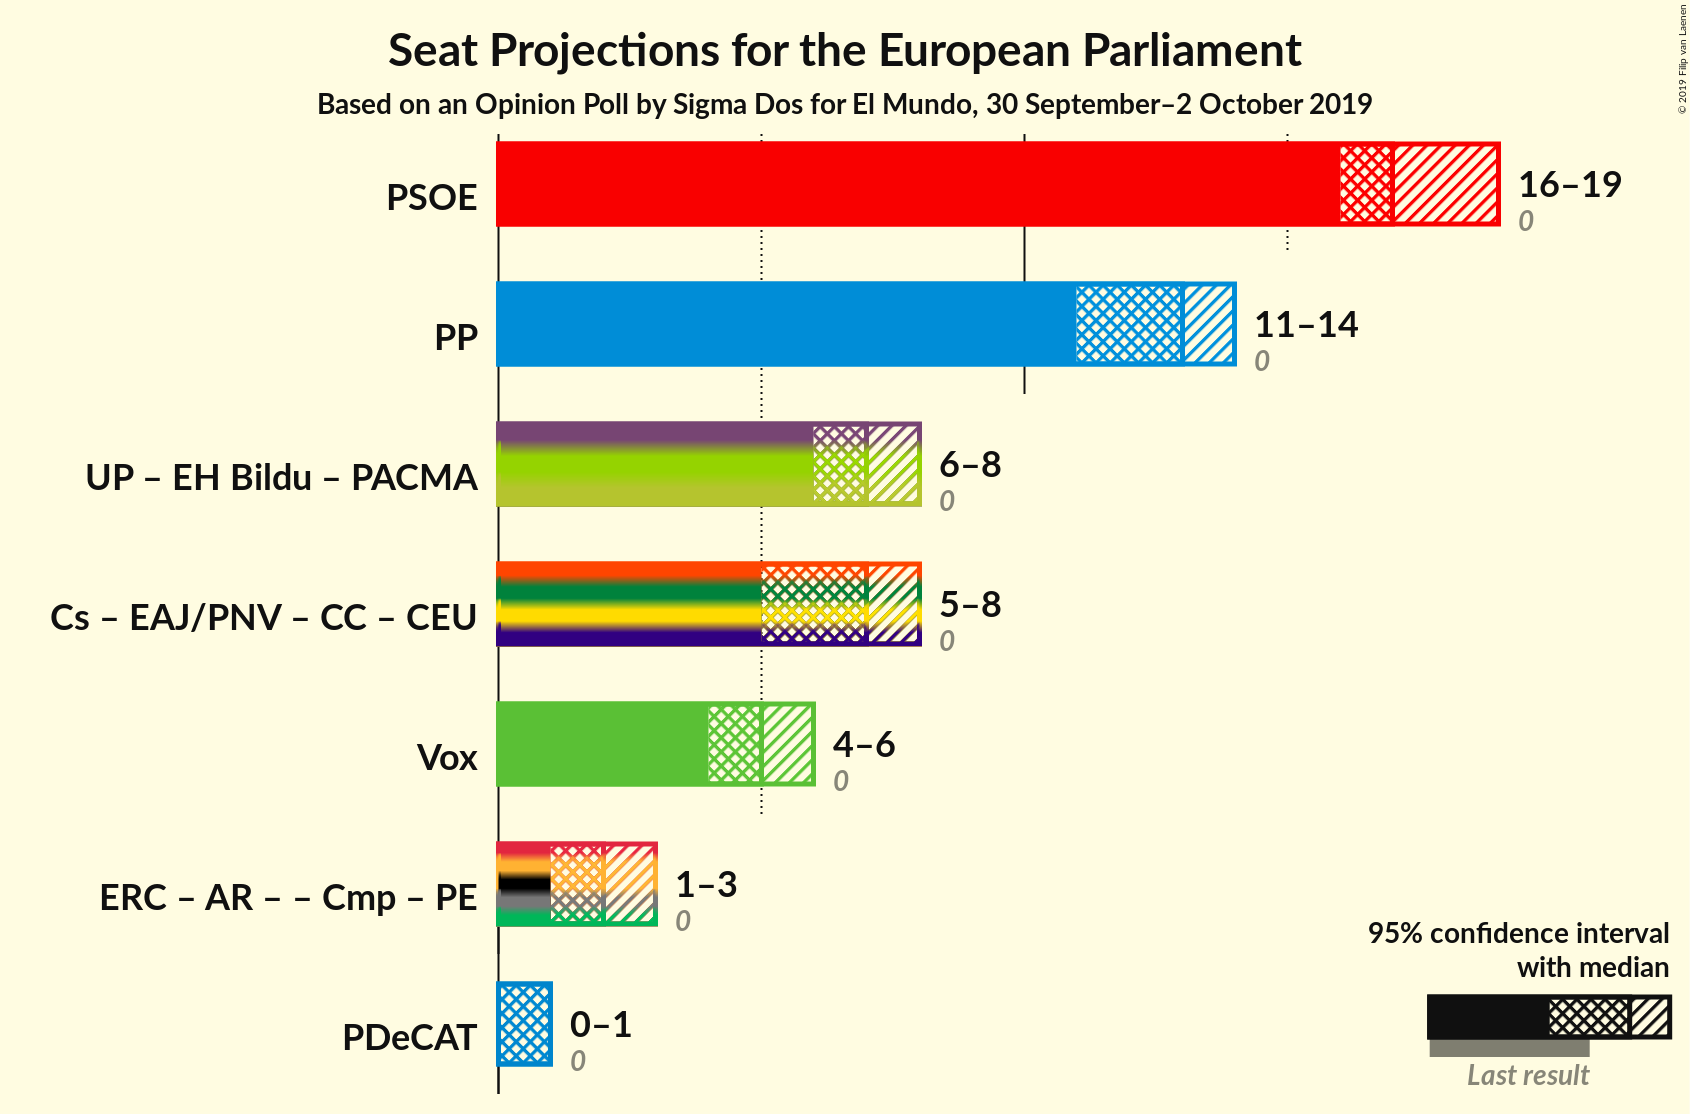 Seat Projections for the European Parliament
Based on an Opinion Poll by Sigma Dos for El Mundo, 30 September–2 October 2019
© 2019 Filip van Laenen
PSOE
16–19
0
PP
11–14
0
UP – EH Bildu – PACMA
6–8
0
Cs – EAJ/PNV – CC – CEU
5–8
0
Vox
4–6
0
ERC – AR – – Cmp – PE
1–3
0
PDeCAT
0–1
0
95% confidence interval
with median
Last result